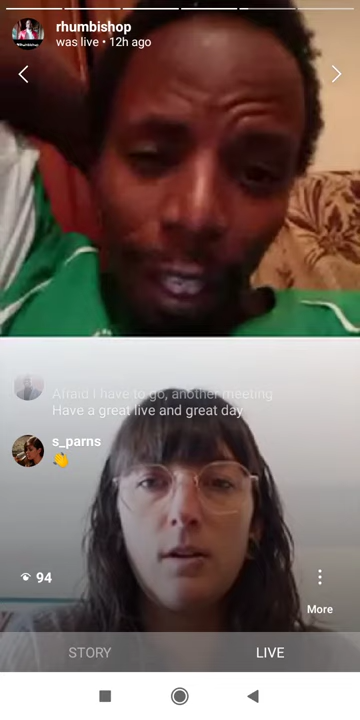 rhumbishop
was live • 12h ago
Afraid I have to go, another meeting
Have a great live and great day
s_parns
👏
94
More
STORY
LIVE